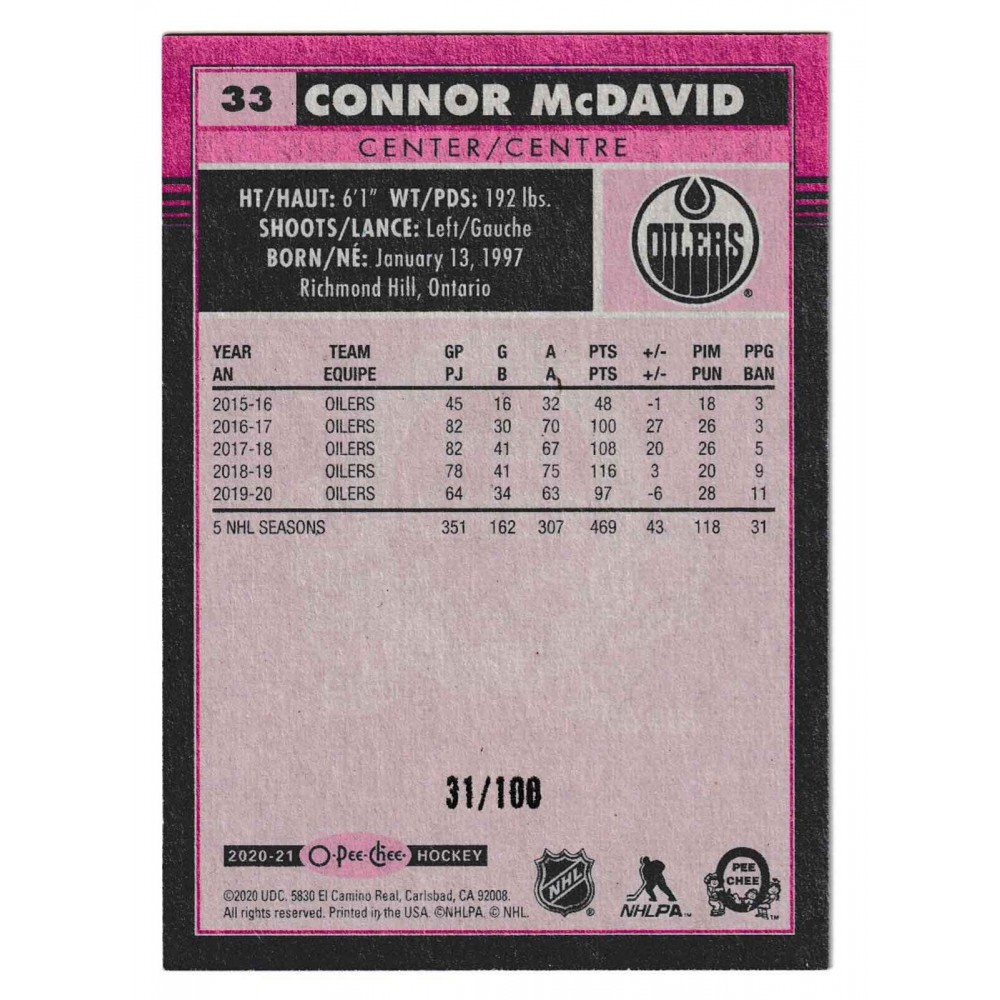 33 CONNOR McDAVID
CENTER/CENTRE
HT/HAUT: 6'1" WT/PDS: 192 lbs.
SHOOTS/LANCE: Left/Gauche
BORN/NÉ: January 13, 1997
Richmond Hill, Ontario
OILERS ®
YEAR TEAM GP G A PTS +/- PIM PPG
AN EQUIPE PJ B A PTS +/- PUN BAN
2015-16 OILERS 45 16 32 48 -1 18 3
2016-17 OILERS 82 30 70 100 27 26 3
2017-18 OILERS 82 41 67 108 20 26 5
2018-19 OILERS 78 41 75 116 3 20 9
2019-20 OILERS 64 34 63 97 -6 28 11
5 NHL SEASONS 351 162 307 469 43 118 31
31/100
2020-21 O-Pee-Chee HOCKEY
©2020 UDC. 5830 El Camino Real, Carlsbad, CA 92008.
All rights reserved. Printed in the USA. ©NHLPA. © NHL.
NHL ®
NHLPA™
PEE
CHEE
TM